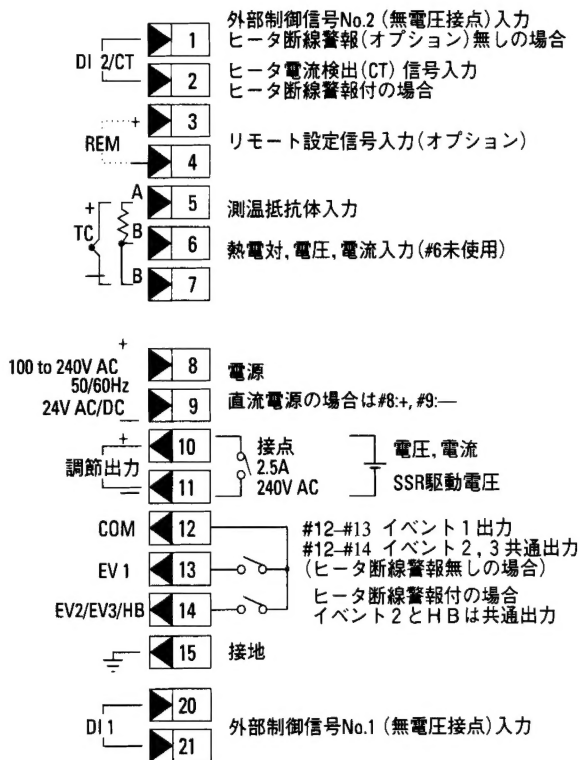 外部制御信号No.2 (無電圧接点)入力
ヒータ断線警報(オプション)無しの場合
DI 2/CT
1
2
ヒータ電流検出(CT) 信号入力
ヒータ断線警報付の場合
REM
+
3
4
リモート設定信号入力(オプション)
TC
+
A
B
B
5
6
7
測温抵抗体入力
熱電対, 電圧, 電流入力(#6未使用)
+
100 to 240V AC
50/60Hz
24V AC/DC
8
9
電源
直流電源の場合は#8:+, #9:—
調節出力
+
10
11
接点
2.5A
240V AC
電圧, 電流
SSR駆動電圧
COM
12
#12–#13 イベント1出力
#12–#14 イベント2, 3共通出力
EV 1
13
(ヒータ断線警報無しの場合)
EV2/EV3/HB
14
ヒータ断線警報付の場合
イベント2とHBは共通出力
15
接地
DI 1
20
21
外部制御信号No.1 (無電圧接点)入力